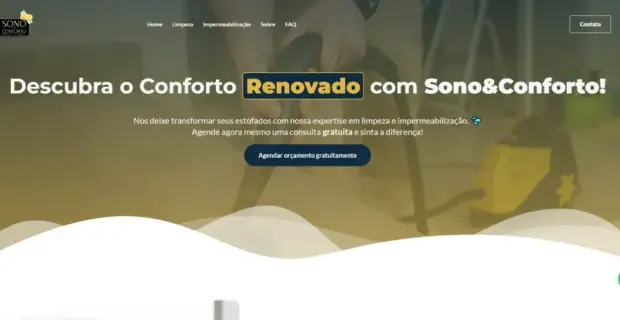 SONO
CONFORTO
Home Limpeza Impermeabilização Sobre FAQ Contato
Descubra o Conforto Renovado com Sono&Conforto!
Nos deixe transformar seus estofados com nossa expertise em limpeza e impermeabilização. 💦
Agende agora mesmo uma consulta gratuita e sinta a diferença!
Agendar orçamento gratuitamente